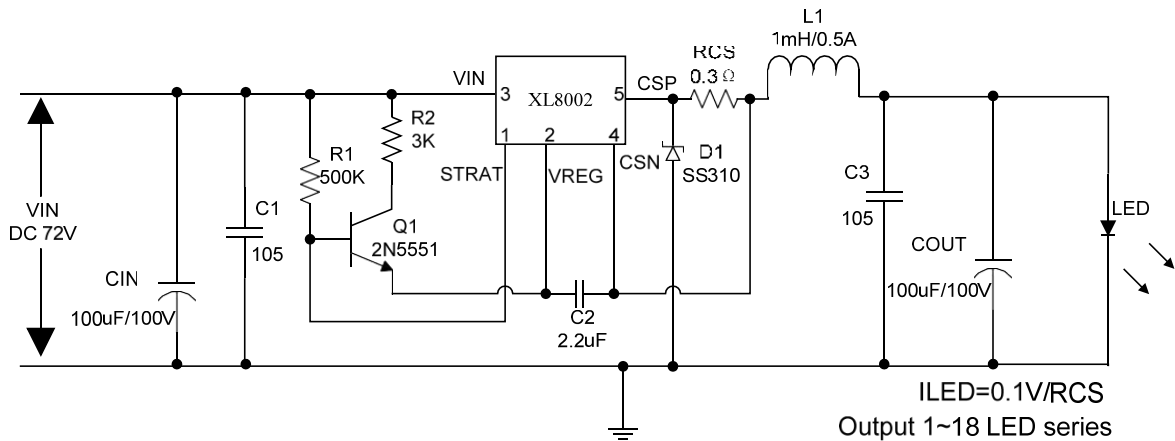 L1
1mH/0.5A
RCS
0.3Ω
VIN
3
XL8002
5
CSP
1
2
4
R2
3K
R1
500K
STRAT
VREG
CSN
D1
SS310
VIN
DC 72V
C1
105
Q1
2N5551
C3
105
LED
CIN
100uF/100V
COUT
100uF/100V
C2
2.2uF
ILED=0.1V/RCS
Output 1~18 LED series